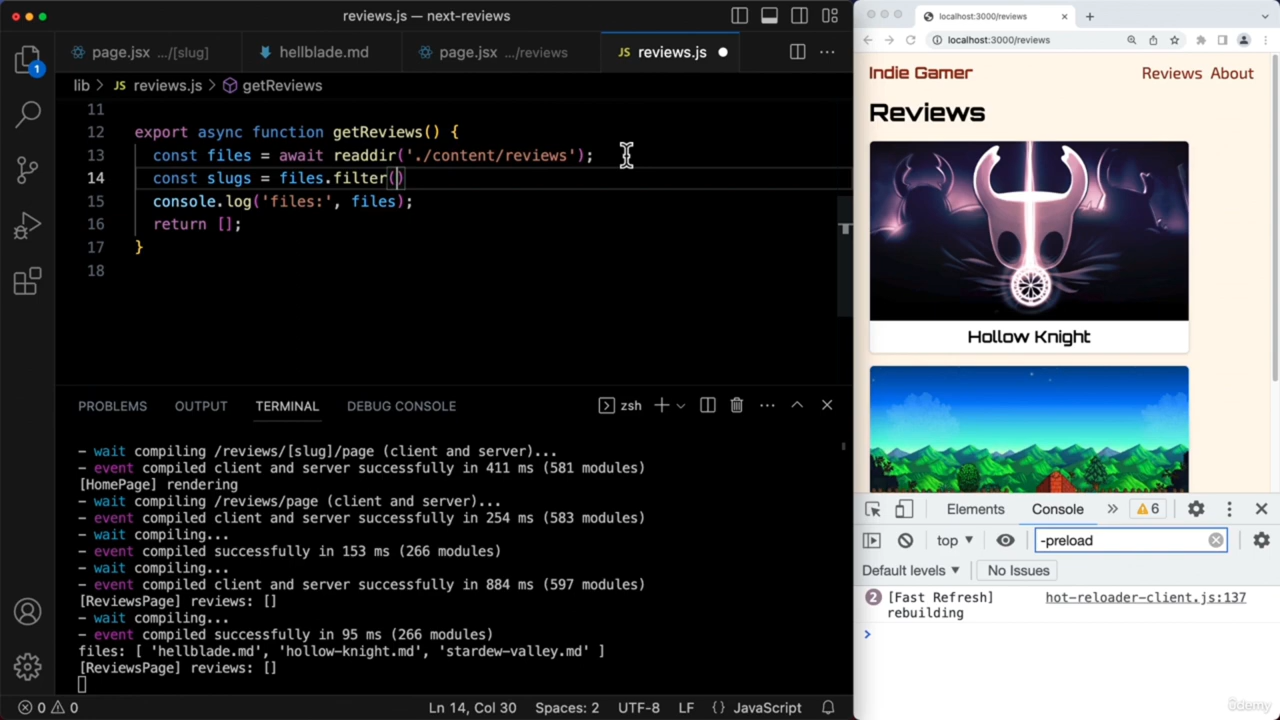 reviews.js — next-reviews
page.jsx .../[slug]
hellblade.md
page.jsx .../reviews
JS reviews.js
lib > JS reviews.js > getReviews
11
12 export async function getReviews() {
13 const files = await readdir('./content/reviews');
14 const slugs = files.filter()
15 console.log('files:', files);
16 return [];
17 }
18
1
PROBLEMS OUTPUT TERMINAL DEBUG CONSOLE
zsh
- wait compiling /reviews/[slug]/page (client and server)...
- event compiled client and server successfully in 411 ms (581 modules)
[HomePage] rendering
- wait compiling /reviews/page (client and server)...
- event compiled client and server successfully in 254 ms (583 modules)
- wait compiling...
- event compiled successfully in 153 ms (266 modules)
- wait compiling...
- event compiled client and server successfully in 884 ms (597 modules)
[ReviewsPage] reviews: []
- wait compiling...
- event compiled successfully in 95 ms (266 modules)
files: [ 'hellblade.md', 'hollow-knight.md', 'stardew-valley.md' ]
[ReviewsPage] reviews: []
0 0
Ln 14, Col 30 Spaces: 2 UTF-8 LF {} JavaScript
localhost:3000/reviews
localhost:3000/reviews
Indie Gamer
Reviews About
Reviews
Hollow Knight
Elements Console » 6
top
-preload
Default levels
No Issues
2 [Fast Refresh] hot-reloader-client.js:137
rebuilding
ûdemy